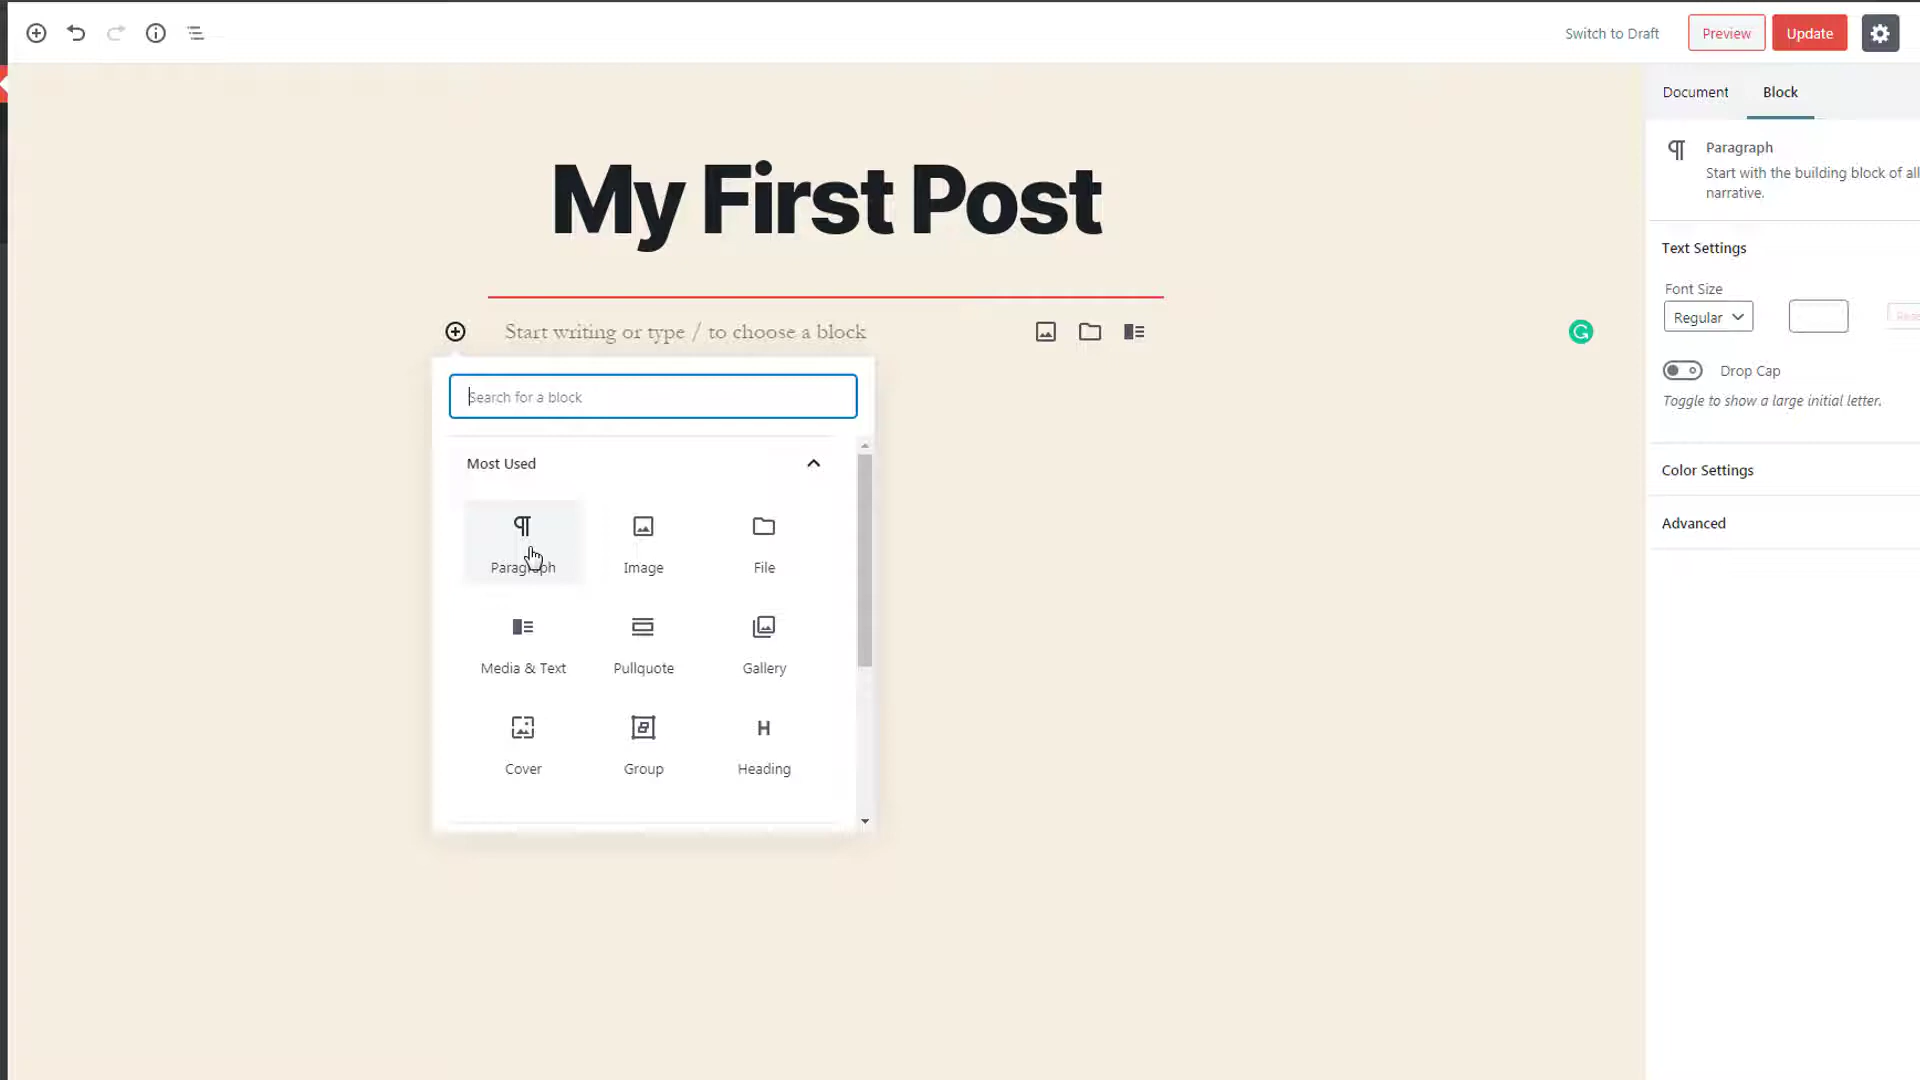 Switch to Draft
Preview
Update
Document
Block
My First Post
Paragraph
Start with the building block of all
narrative.
Text Settings
Font Size
Regular
Start writing or type / to choose a block
Drop Cap
Toggle to show a large initial letter.
Search for a block
Most Used
Color Settings
Advanced
Paragraph
Image
File
Media & Text
Pullquote
Gallery
H
Cover
Group
Heading